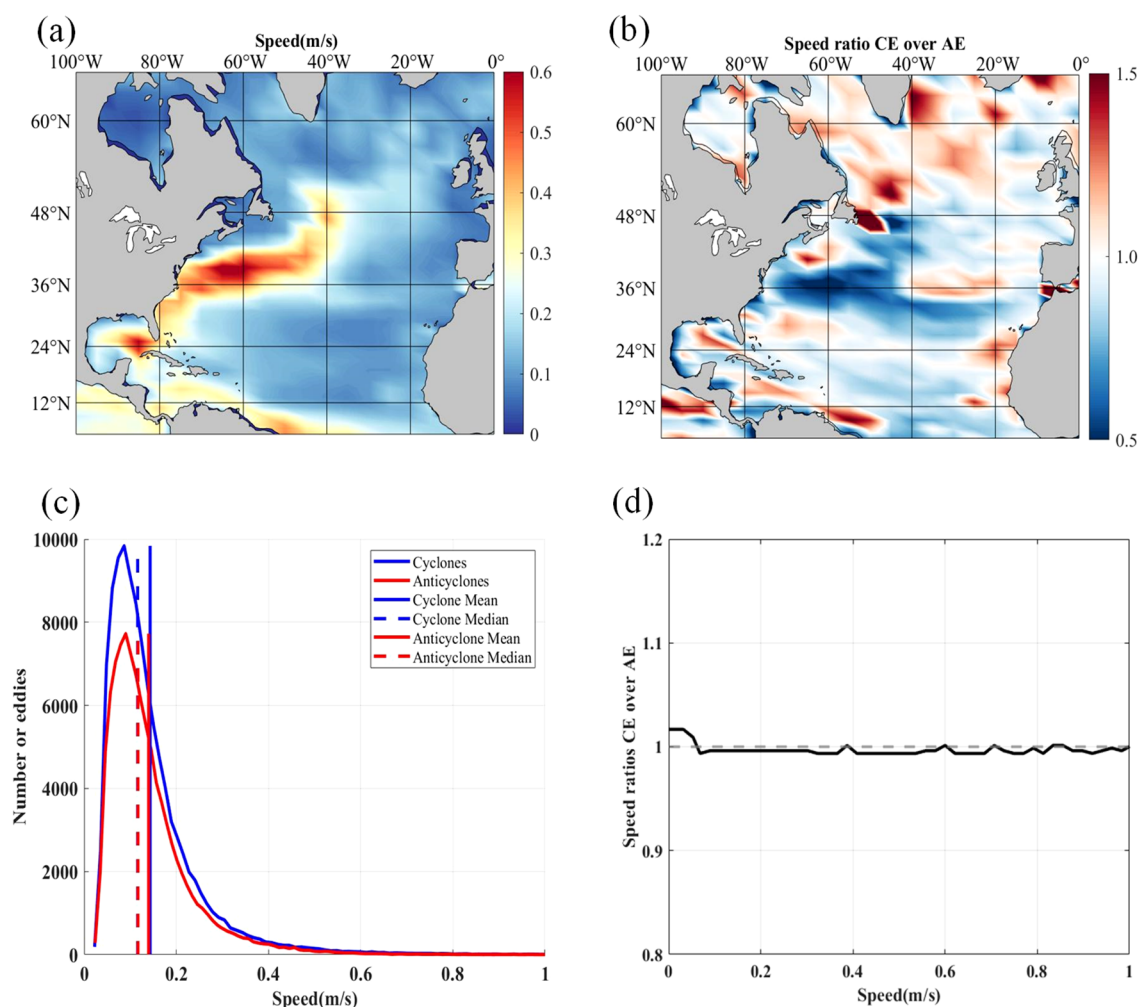 (a)
Speed(m/s)
100°W 80°W 60°W 40°W 20°W 0°
60°N
48°N
36°N
24°N
12°N
0.6
0.5
0.4
0.3
0.2
0.1
0
(b)
Speed ratio CE over AE
100°W 80°W 60°W 40°W 20°W 0°
60°N
48°N
36°N
24°N
12°N
1.5
1.0
0.5
(c)
10000
8000
6000
4000
2000
0
Number or eddies
Cyclones
Anticyclones
Cyclone Mean
Cyclone Median
Anticyclone Mean
Anticyclone Median
0 0.2 0.4 0.6 0.8 1
Speed(m/s)
(d)
1.2
1.1
1
0.9
0.8
Speed ratios CE over AE
0 0.2 0.4 0.6 0.8 1
Speed(m/s)